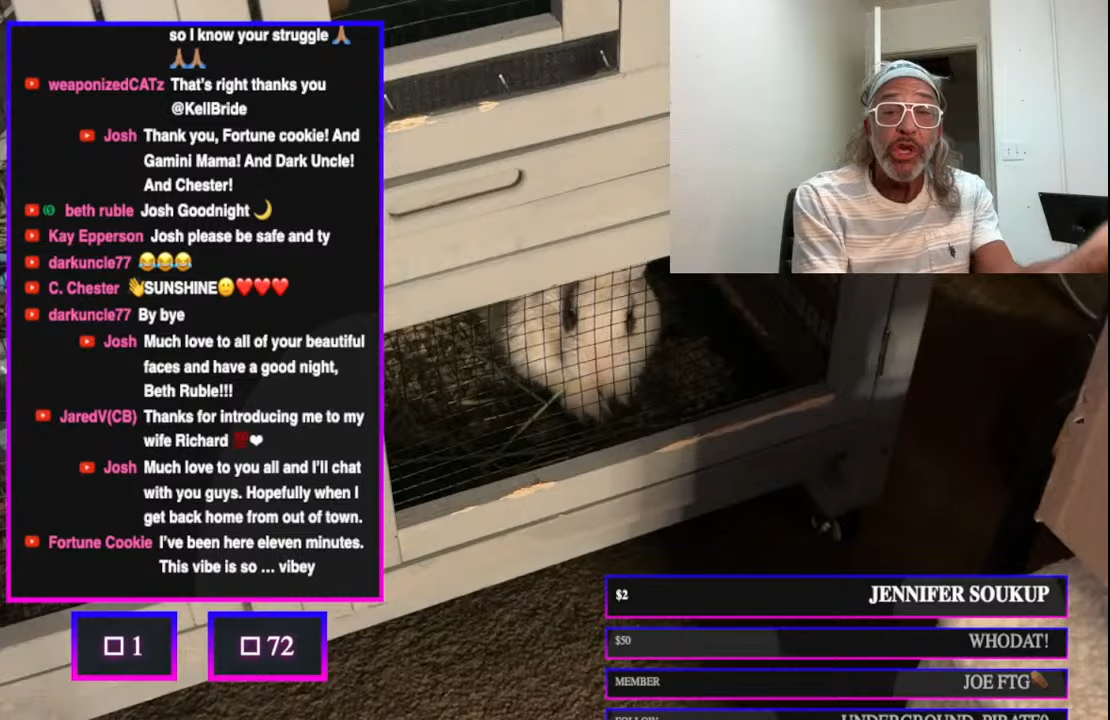 so I know your struggle 🙏🏽
🙏🏽🙏🏽
weaponizedCATz That's right thanks you
@KellBride
Josh Thank you, Fortune cookie! And
Gamini Mama! And Dark Uncle!
And Chester!
beth ruble Josh Goodnight 🌙
Kay Epperson Josh please be safe and ty
darkuncle77 😂😂😂
C. Chester 👋SUNSHINE🙂❤️❤️❤️
darkuncle77 By bye
Josh Much love to all of your beautiful
faces and have a good night,
Beth Ruble!!!
JaredV(CB) Thanks for introducing me to my
wife Richard 💯❤
Josh Much love to you all and I'll chat
with you guys. Hopefully when I
get back home from out of town.
Fortune Cookie I've been here eleven minutes.
This vibe is so ... vibey
1
72
$2 JENNIFER SOUKUP
$50 WHODAT!
MEMBER JOE FTG⚰️
FOLLOW UNDERGROUND_PIRATE2